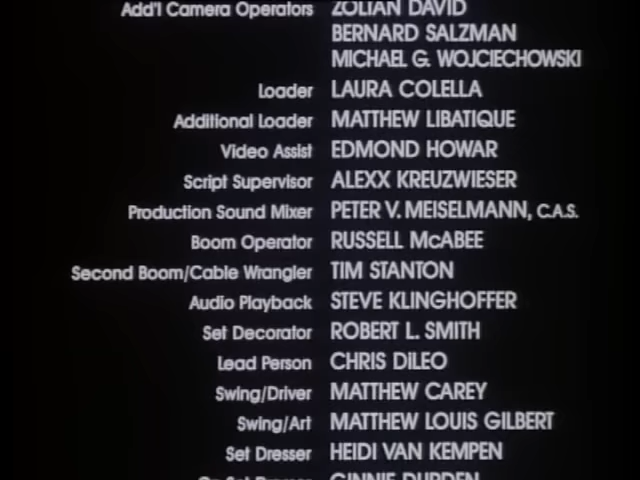 Add'l Camera Operators ZOLTAN DAVID
BERNARD SALZMAN
MICHAEL G. WOJCIECHOWSKI
Loader LAURA COLELLA
Additional Loader MATTHEW LIBATIQUE
Video Assist EDMOND HOWAR
Script Supervisor ALEXX KREUZWIESER
Production Sound Mixer PETER V. MEISELMANN, C.A.S.
Boom Operator RUSSELL McABEE
Second Boom/Cable Wrangler TIM STANTON
Audio Playback STEVE KLINGHOFFER
Set Decorator ROBERT L. SMITH
Lead Person CHRIS DILEO
Swing/Driver MATTHEW CAREY
Swing/Art MATTHEW LOUIS GILBERT
Set Dresser HEIDI VAN KEMPEN